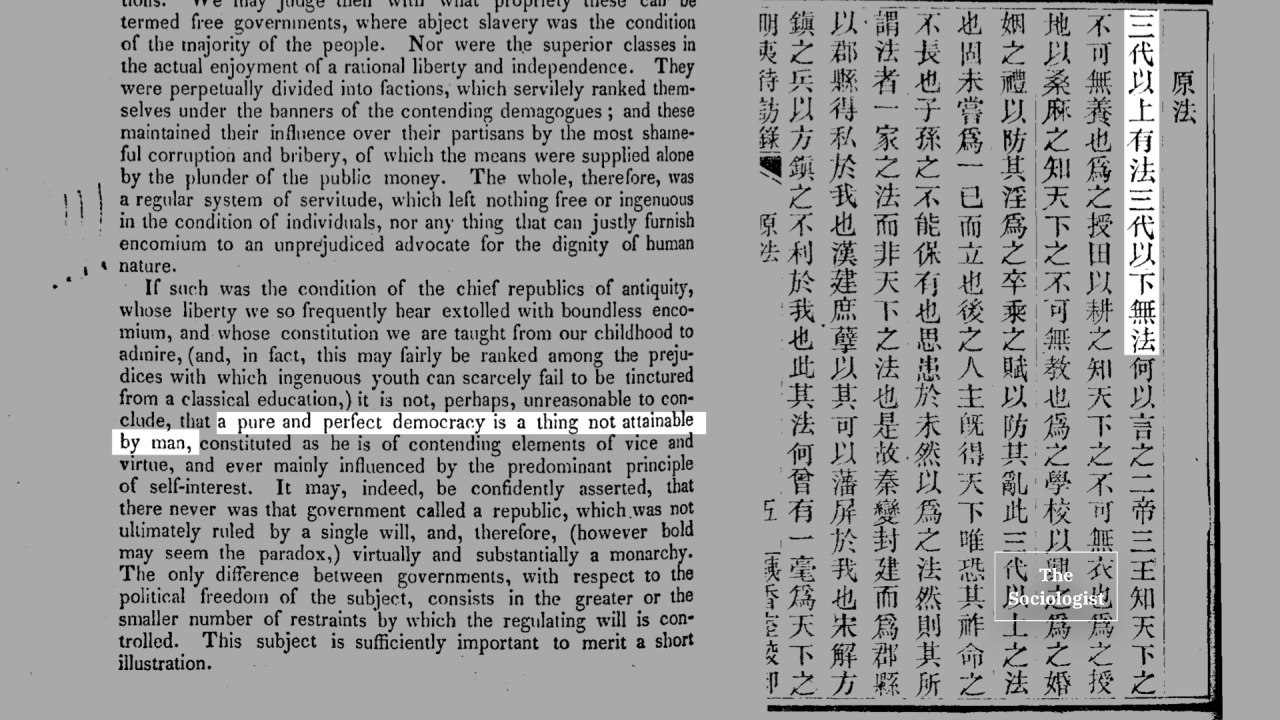 tions. We may judge then with what propriety these can be
termed free governments, where slavery was the condition
of the majority of the people. Nor were the superior classes in
the actual enjoyment of a rational liberty and independence. They
were perpetually divided into factions, which servilely ranked them-
selves under the banners of the contending demagogues ; and these
maintained their influence over their partisans by the most shame-
ful corruption and bribery, of which the means were supplied alone
by the plunder of the public money. The whole, therefore, was
a regular system of servitude, which left nothing free or ingenuous
in the condition of individuals, nor any thing that can justly furnish
encomium to an unprejudiced advocate for the dignity of human
nature.
If such was the condition of the chief republics of antiquity,
whose liberty we so frequently hear extolled with boundless enco-
mium, and whose constitution we are taught from our childhood to
admire, (and, in fact, this may fairly be ranked among the preju-
dices with which ingenuous youth can scarcely fail to be tinctured
from a classical education,) it is not, perhaps, unreasonable to con-
clude, that a pure and perfect democracy is a thing not attainable
by man, constituted as he is of contending elements of vice and
virtue, and ever mainly influenced by the predominant principle
of self-interest. It may, indeed, be confidently asserted, that
there never was that government called a republic, which was not
ultimately ruled by a single will, and, therefore, (however bold
may seem the paradox,) virtually and substantially a monarchy.
The only difference between governments, with respect to the
political freedom of the subject, consists in the greater or the
smaller number of restraints by which the regulating will is con-
trolled. This subject is sufficiently important to merit a short
illustration.
原法
三代以上有法三代以下無法何以言之二帝三王知天下之
不可無養也爲之授田以耕之知天下之不可無衣也爲之授
地以桑麻之知天下之不可無教也爲之學校以興之爲之婚
姻之禮以防其淫爲之卒乘之賦以防其亂此三代以上之法
也固未嘗爲一己而立也後之人主既得天下唯恐其祚命之
不長也子孫之不能保有也思患於未然以爲之法然則其所
謂法者一家之法而非天下之法也是故秦變封建而爲郡縣
以郡縣得私於我也漢建庶孽以其可以藩屏於我也宋解方
鎮之兵以方鎮之不利於我也此其法何曾有一毫爲天下之
明夷待訪錄 原法 五
The
Sociologist